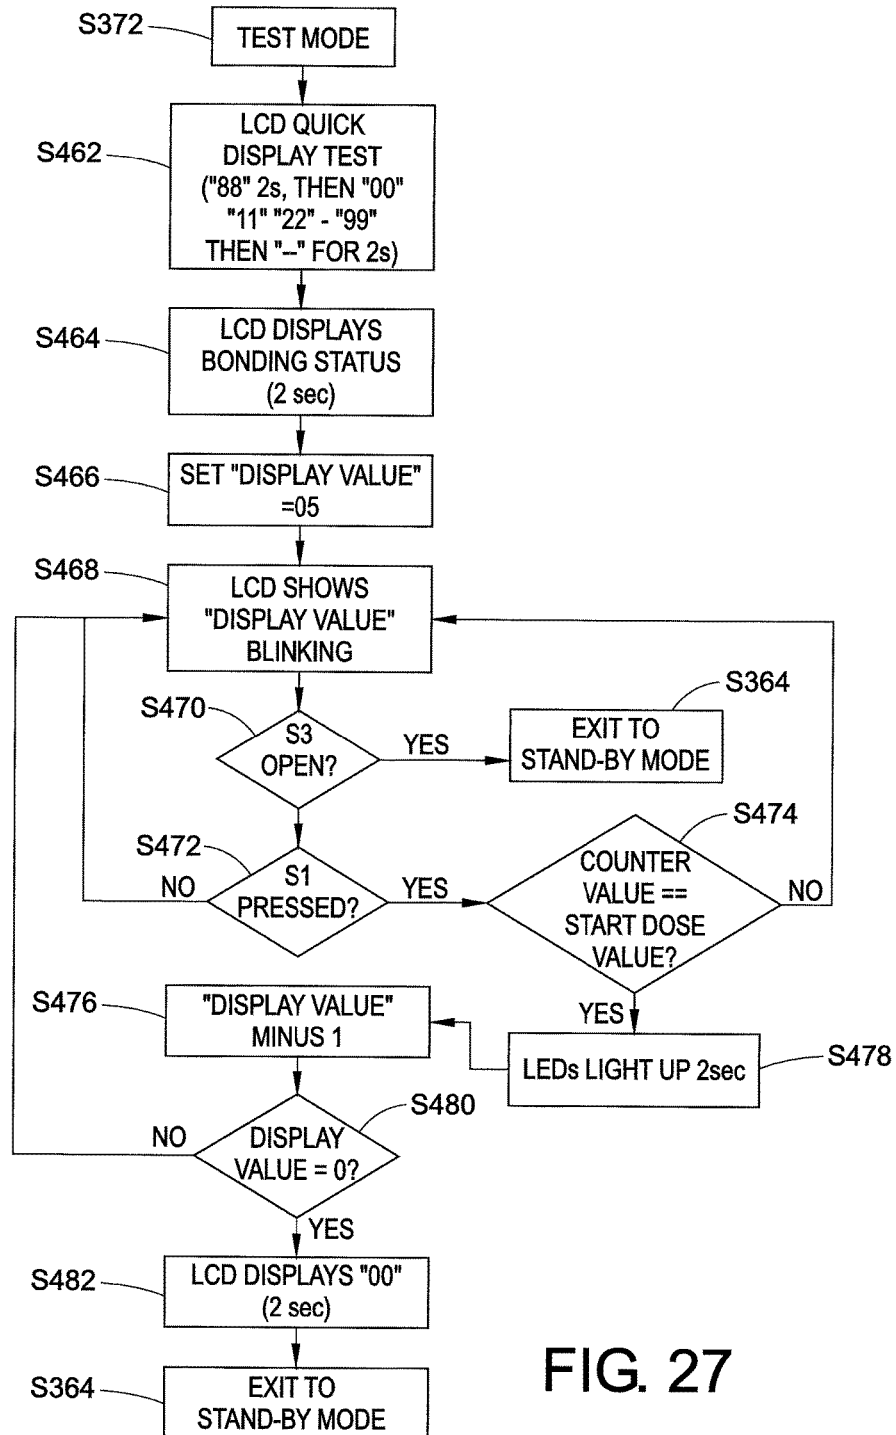 S372
TEST MODE
S462
LCD QUICK
DISPLAY TEST
("88" 2s, THEN "00"
"11" "22" - "99"
THEN "--" FOR 2s)
S464
LCD DISPLAYS
BONDING STATUS
(2 sec)
S466
SET "DISPLAY VALUE"
=05
S468
LCD SHOWS
"DISPLAY VALUE"
BLINKING
S470
S3
OPEN?
YES
S364
EXIT TO
STAND-BY MODE
S472
S1
PRESSED?
NO
YES
S474
COUNTER
VALUE ==
START DOSE
VALUE?
NO
YES
S478
LEDs LIGHT UP 2sec
S476
"DISPLAY VALUE"
MINUS 1
S480
DISPLAY
VALUE = 0?
NO
YES
S482
LCD DISPLAYS "00"
(2 sec)
S364
EXIT TO
STAND-BY MODE
FIG. 27